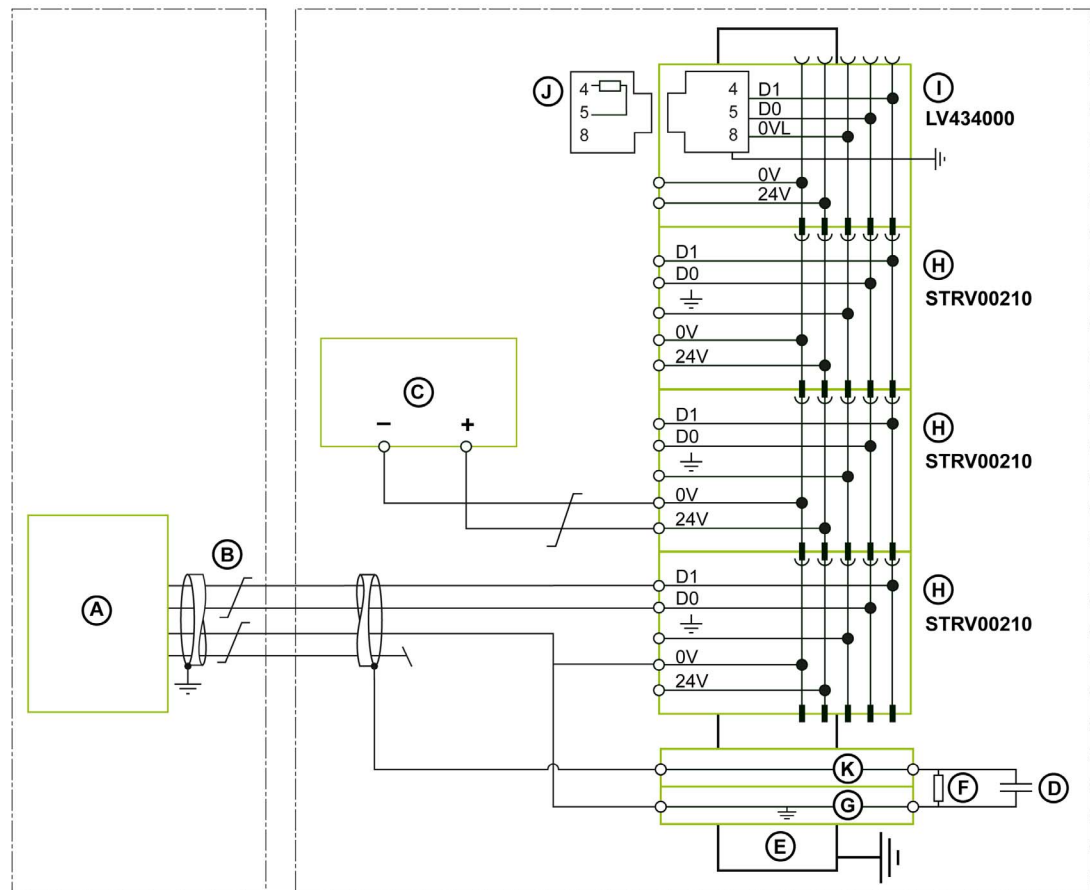 J
4
5
8
4 D1
5 D0
8 0VL
0V
24V
I
LV434000
D1
D0
0V
24V
H
STRV00210
C
− +
D1
D0
0V
24V
H
STRV00210
A
B
D1
D0
0V
24V
H
STRV00210
K
G
F
D
E